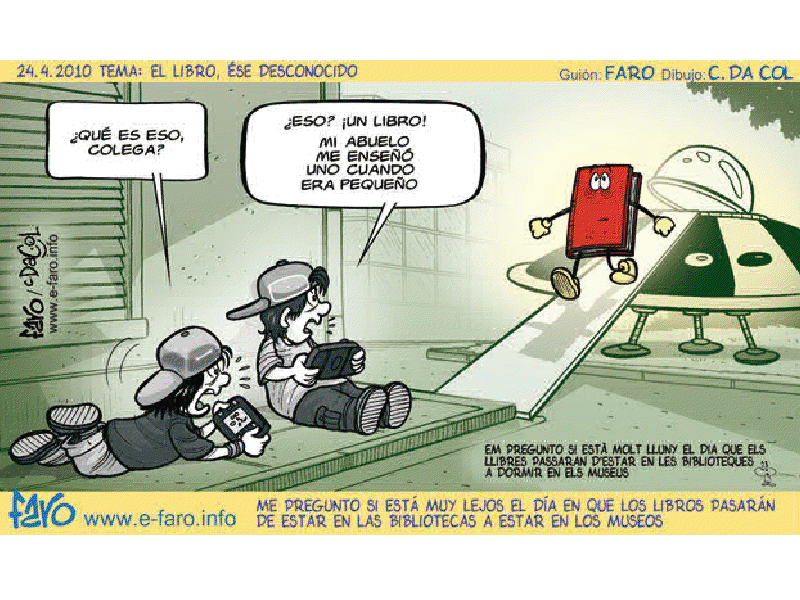 24.4.2010 TEMA: EL LIBRO, ÉSE DESCONOCIDO
Guión: FARO Dibujo: C. DA COL
¿QUÉ ES ESO,
COLEGA?
¿ESO? ¡UN LIBRO!
MI ABUELO
ME ENSEÑÓ
UNO CUANDO
ERA PEQUEÑO
FARO / C. DACOL
www.e-faro.info
EM PREGUNTO SI ESTÀ MOLT LLUNY EL DIA QUE ELS
LLIBRES PASSARAN D'ESTAR EN LES BIBLIOTEQUES
A DORMIR EN ELS MUSEUS
FARO www.e-faro.info
ME PREGUNTO SI ESTÁ MUY LEJOS EL DÍA EN QUE LOS LIBROS PASARÁN
DE ESTAR EN LAS BIBLIOTECAS A ESTAR EN LOS MUSEOS